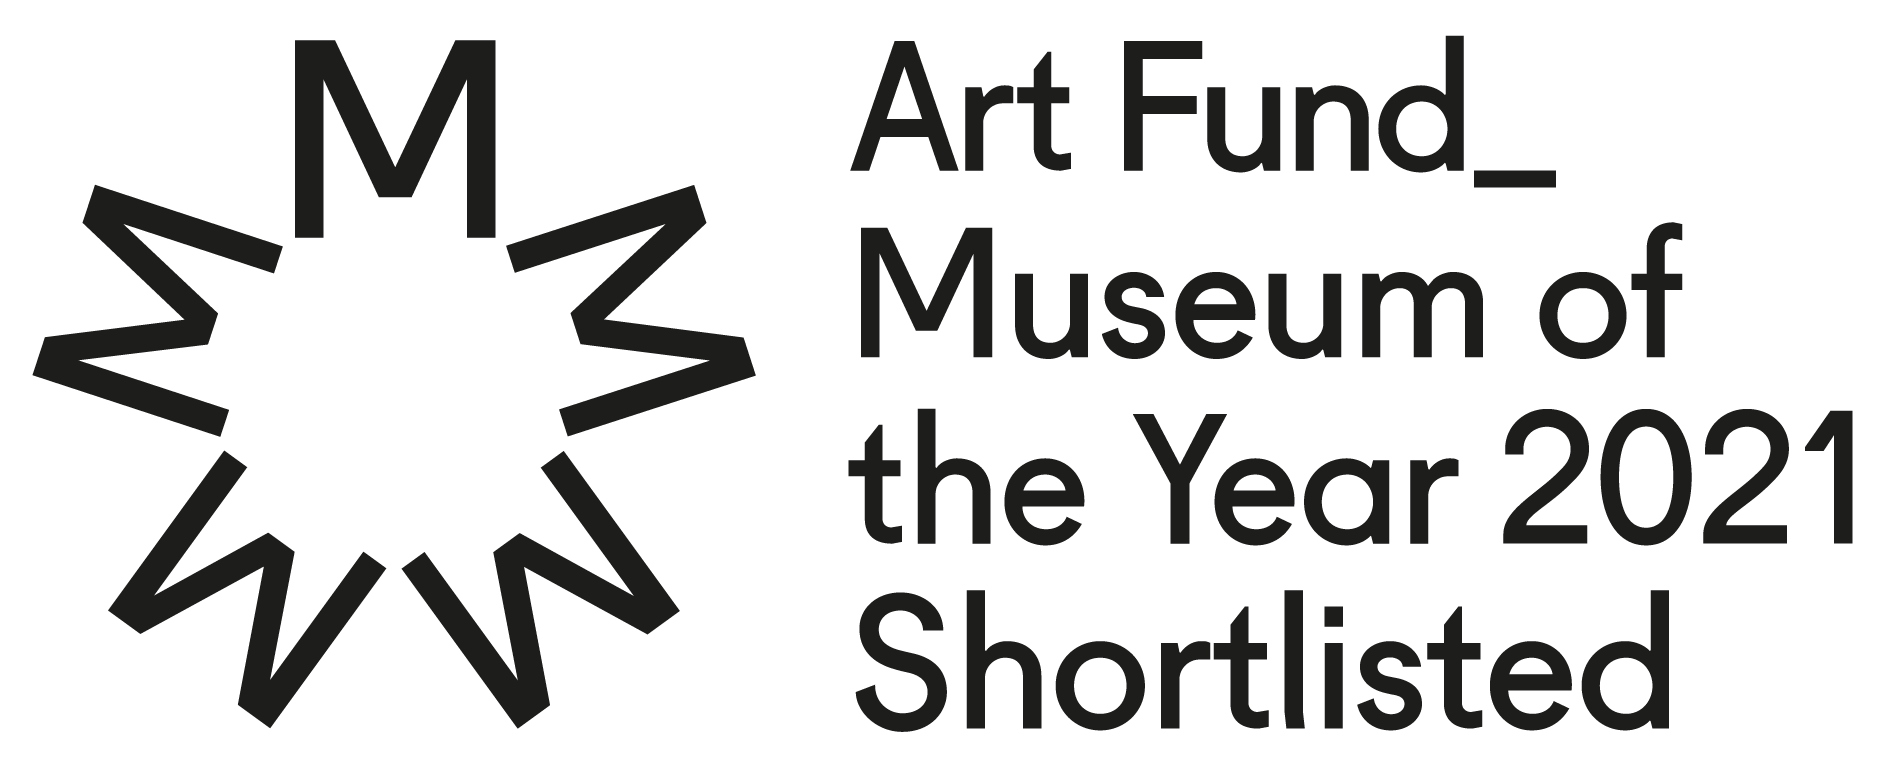 M M M M M
Art Fund_
Museum of
the Year 2021
Shortlisted